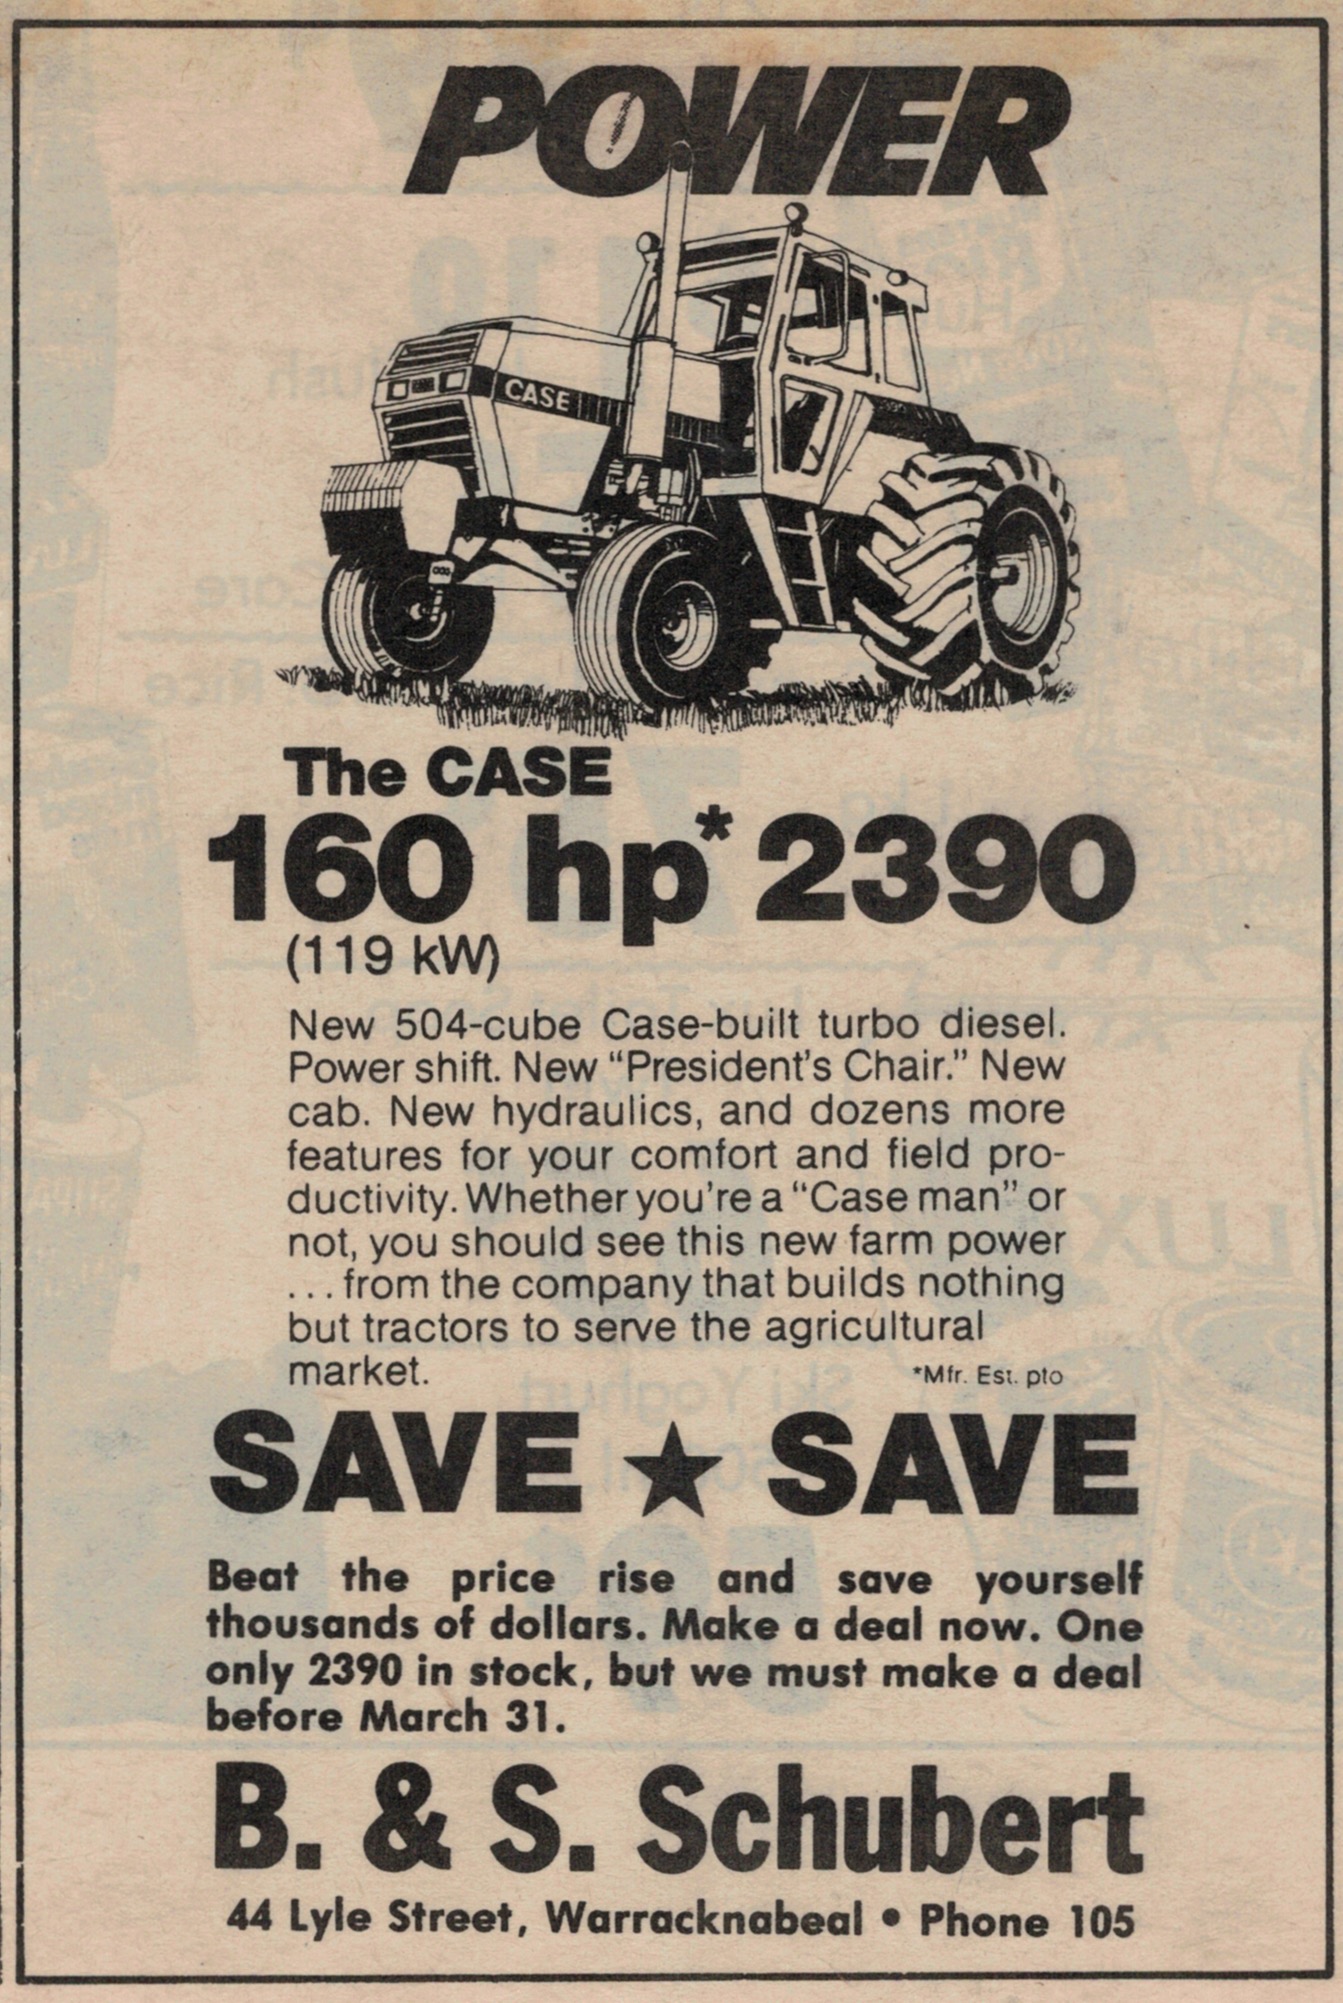 POWER
CASE
The CASE
160 hp* 2390
(119 kW)
New 504-cube Case-built turbo diesel.
Power shift. New “President's Chair.” New
cab. New hydraulics, and dozens more
features for your comfort and field pro-
ductivity. Whether you're a “Case man” or
not, you should see this new farm power
...from the company that builds nothing
but tractors to serve the agricultural
market. *Mfr. Est. pto
SAVE ★ SAVE
Beat the price rise and save yourself
thousands of dollars. Make a deal now. One
only 2390 in stock, but we must make a deal
before March 31.
B. & S. Schubert
44 Lyle Street, Warracknabeal • Phone 105